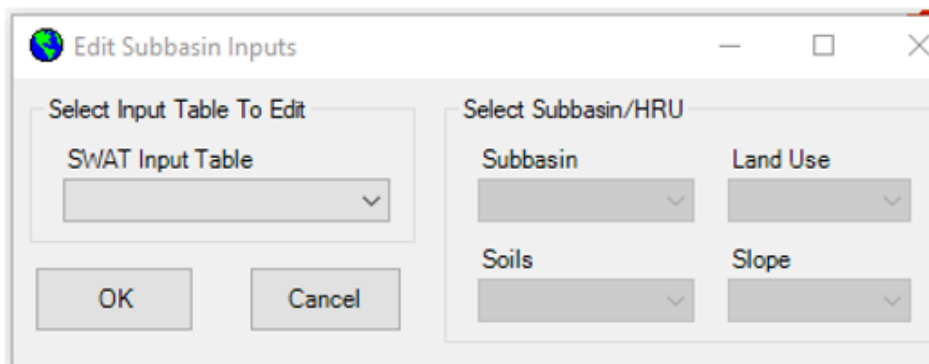 Edit Subbasin Inputs
Select Input Table To Edit
SWAT Input Table
OK
Cancel
Select Subbasin/HRU
Subbasin
Land Use
Soils
Slope